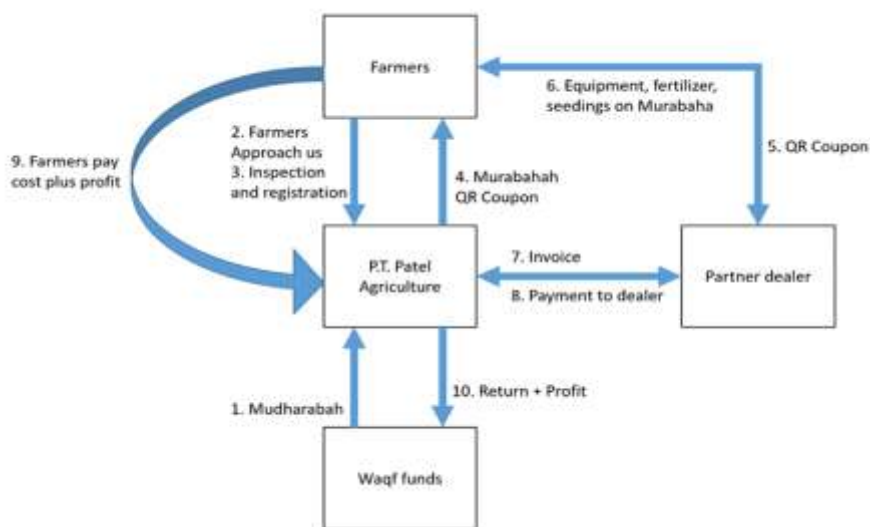 Farmers
6. Equipment, fertilizer,
seedings on Murabaha
2. Farmers
Approach us
3. Inspection
and registration
9. Farmers pay
cost plus profit
4. Murabahah
QR Coupon
5. QR Coupon
P.T. Patel
Agriculture
7. Invoice
8. Payment to dealer
Partner dealer
1. Mudharabah
10. Return + Profit
Waqf funds